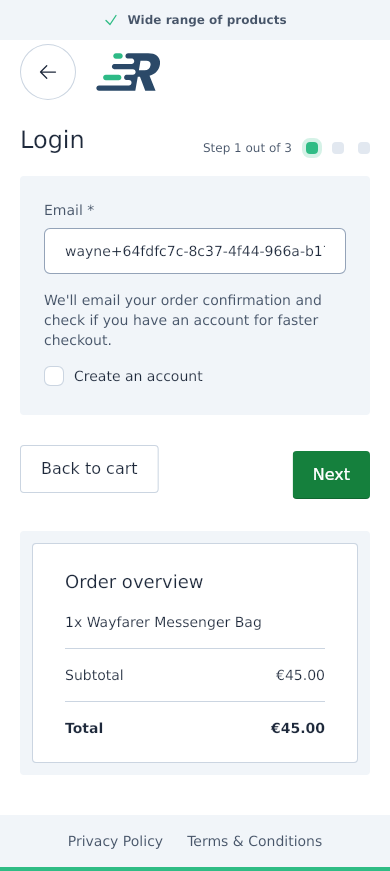 Wide range of products
R
Login
Step 1 out of 3
Email *
wayne+64fdfc7c-8c37-4f44-966a-b1
We'll email your order confirmation and
check if you have an account for faster
checkout.
Create an account
Back to cart
Next
Order overview
1x Wayfarer Messenger Bag
Subtotal €45.00
Total €45.00
Privacy Policy Terms & Conditions